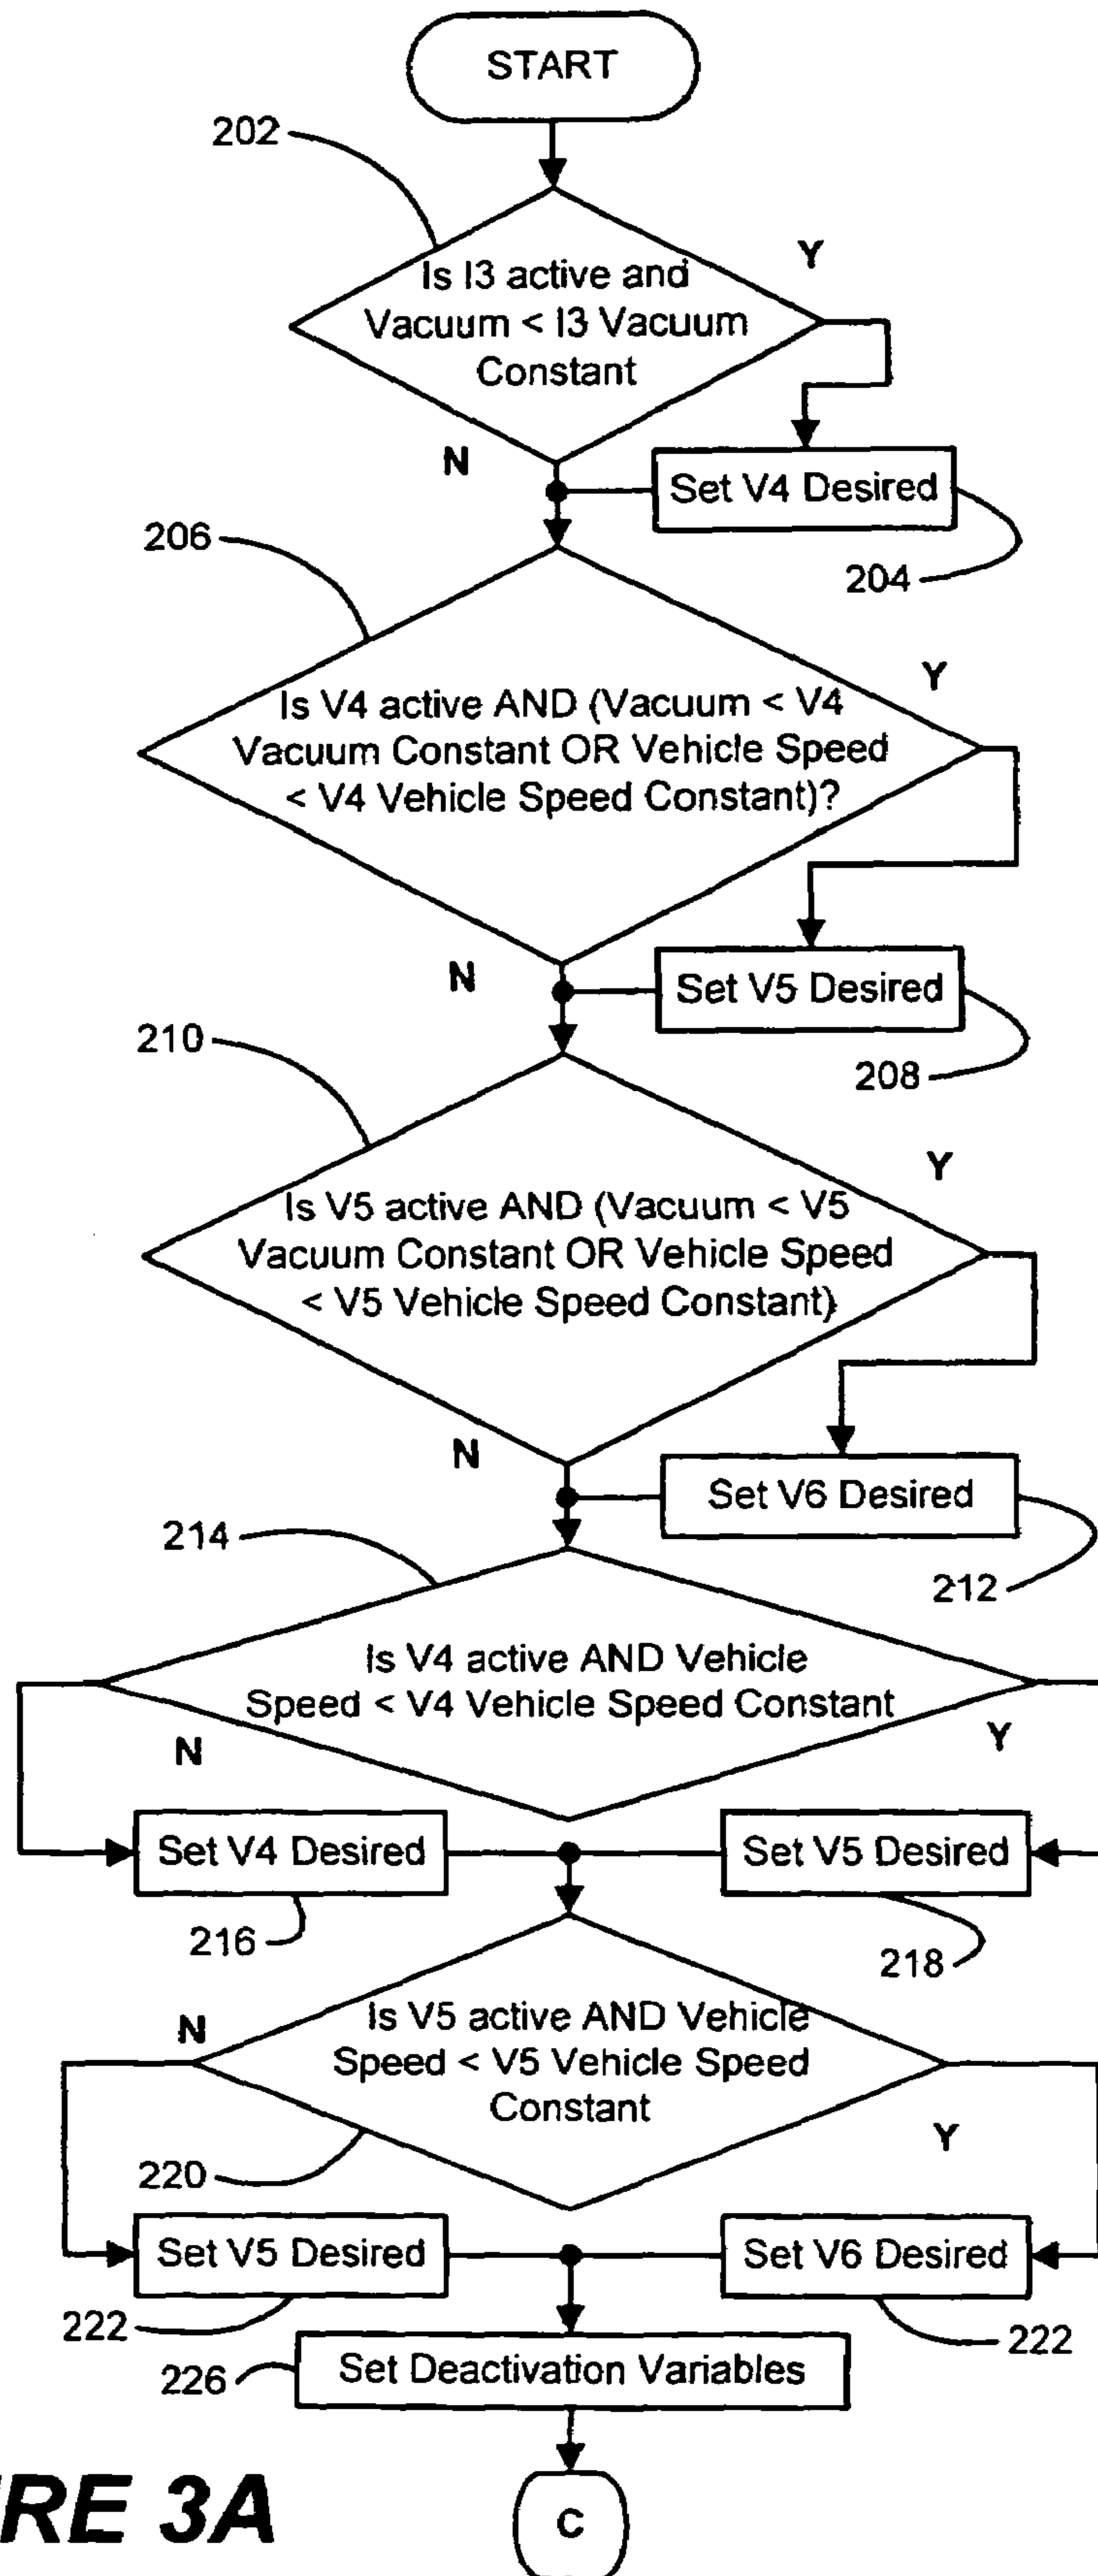 START
202
Y
Is I3 active and
Vacuum < I3 Vacuum
Constant
N
Set V4 Desired
206
204
Y
Is V4 active AND (Vacuum < V4
Vacuum Constant OR Vehicle Speed
< V4 Vehicle Speed Constant)?
N
Set V5 Desired
210
208
Y
Is V5 active AND (Vacuum < V5
Vacuum Constant OR Vehicle Speed
< V5 Vehicle Speed Constant)
N
Set V6 Desired
214
212
Is V4 active AND Vehicle
Speed < V4 Vehicle Speed Constant
N
Y
Set V4 Desired
Set V5 Desired
216
218
N
Is V5 active AND Vehicle
Speed < V5 Vehicle Speed
Constant
Y
220
Set V5 Desired
Set V6 Desired
222
222
226
Set Deactivation Variables
RE 3A
C